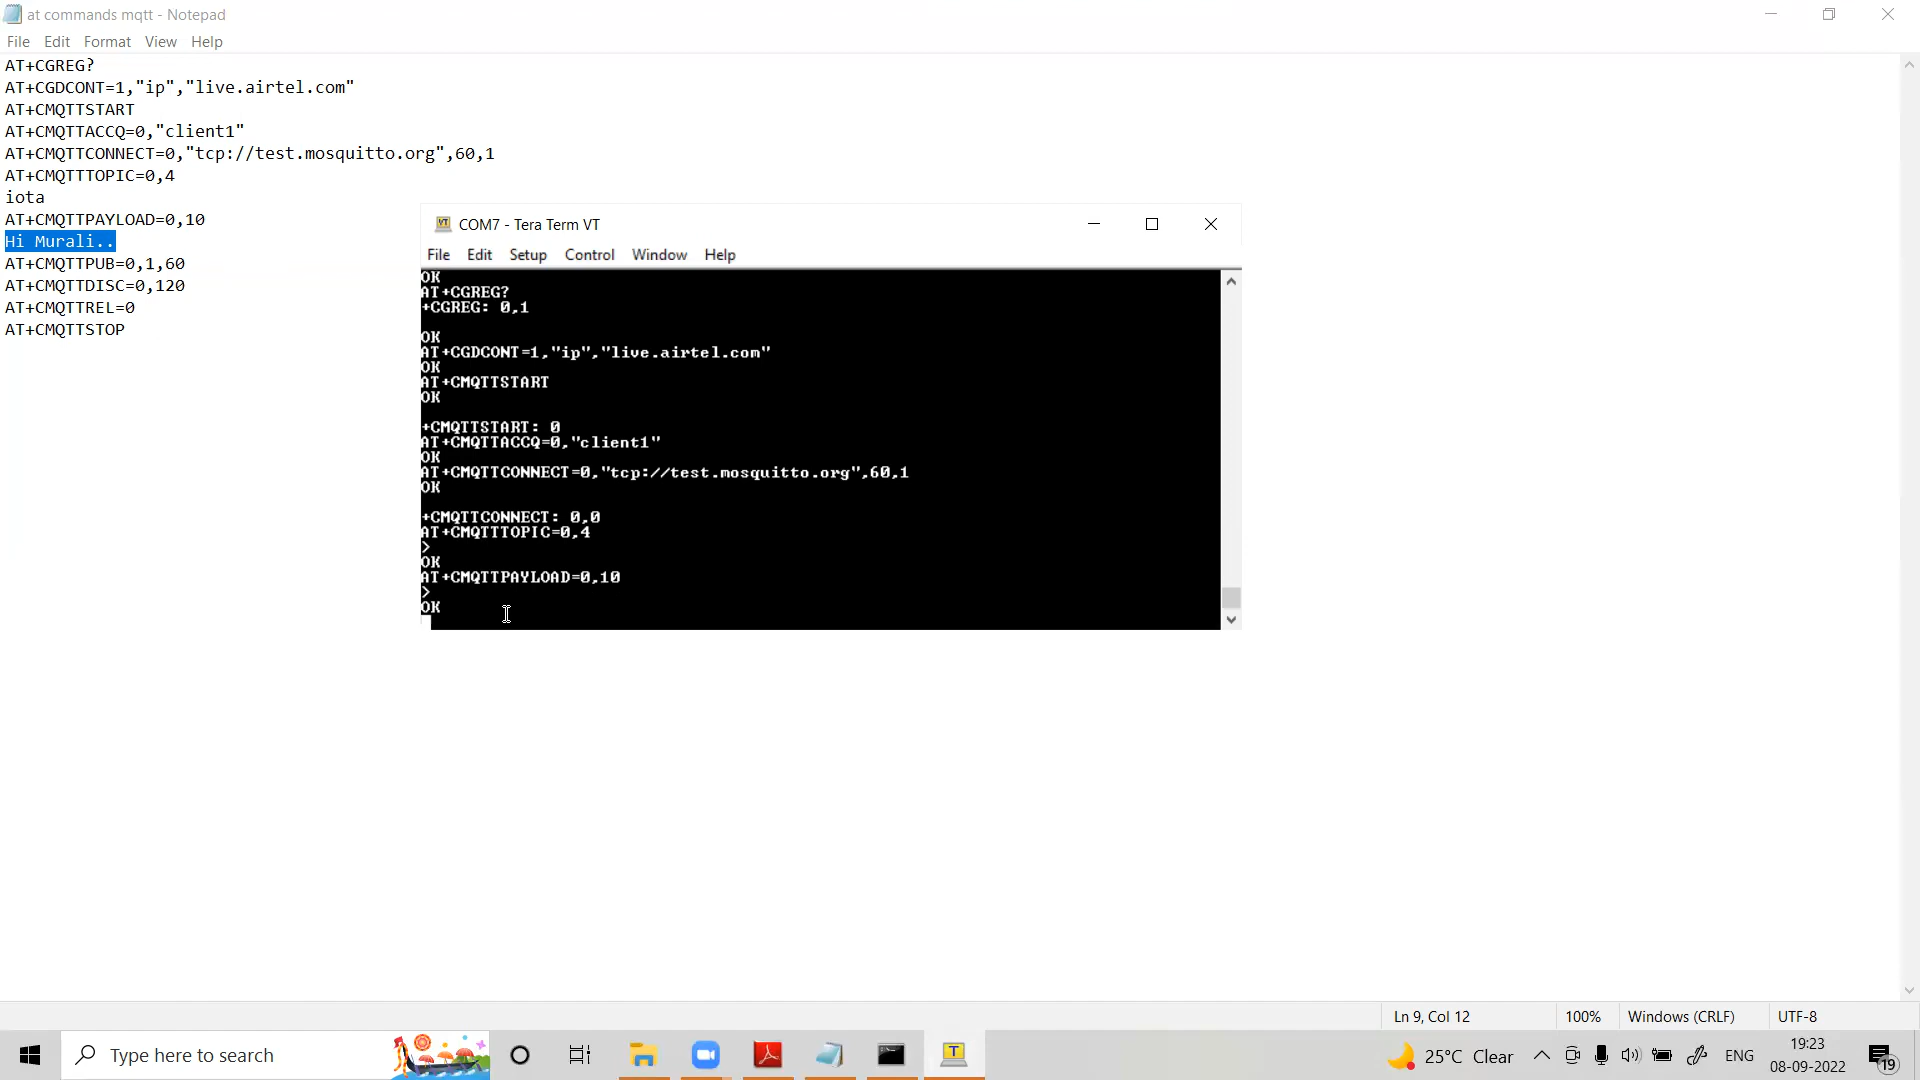 at commands mqtt - Notepad
File Edit Format View Help
AT+CGREG?
AT+CGDCONT=1,"ip","live.airtel.com"
AT+CMQTTSTART
AT+CMQTTACCQ=0,"client1"
AT+CMQTTCONNECT=0,"tcp://test.mosquitto.org",60,1
AT+CMQTTTOPIC=0,4
iota
AT+CMQTTPAYLOAD=0,10
Hi Murali..
AT+CMQTTPUB=0,1,60
AT+CMQTTDISC=0,120
AT+CMQTTREL=0
AT+CMQTTSTOP
COM7 - Tera Term VT
File Edit Setup Control Window Help
OK
AT+CGREG?
+CGREG: 0,1
OK
AT+CGDCONT=1,"ip","live.airtel.com"
OK
AT+CMQTTSTART
OK
+CMQTTSTART: 0
AT+CMQTTACCQ=0,"client1"
OK
AT+CMQTTCONNECT=0,"tcp://test.mosquitto.org",60,1
OK
+CMQTTCONNECT: 0,0
AT+CMQTTTOPIC=0,4
>
OK
AT+CMQTTPAYLOAD=0,10
>
OK
Ln 9, Col 12 100% Windows (CRLF) UTF-8
Type here to search
25°C Clear ENG
19:23
08-09-2022
19